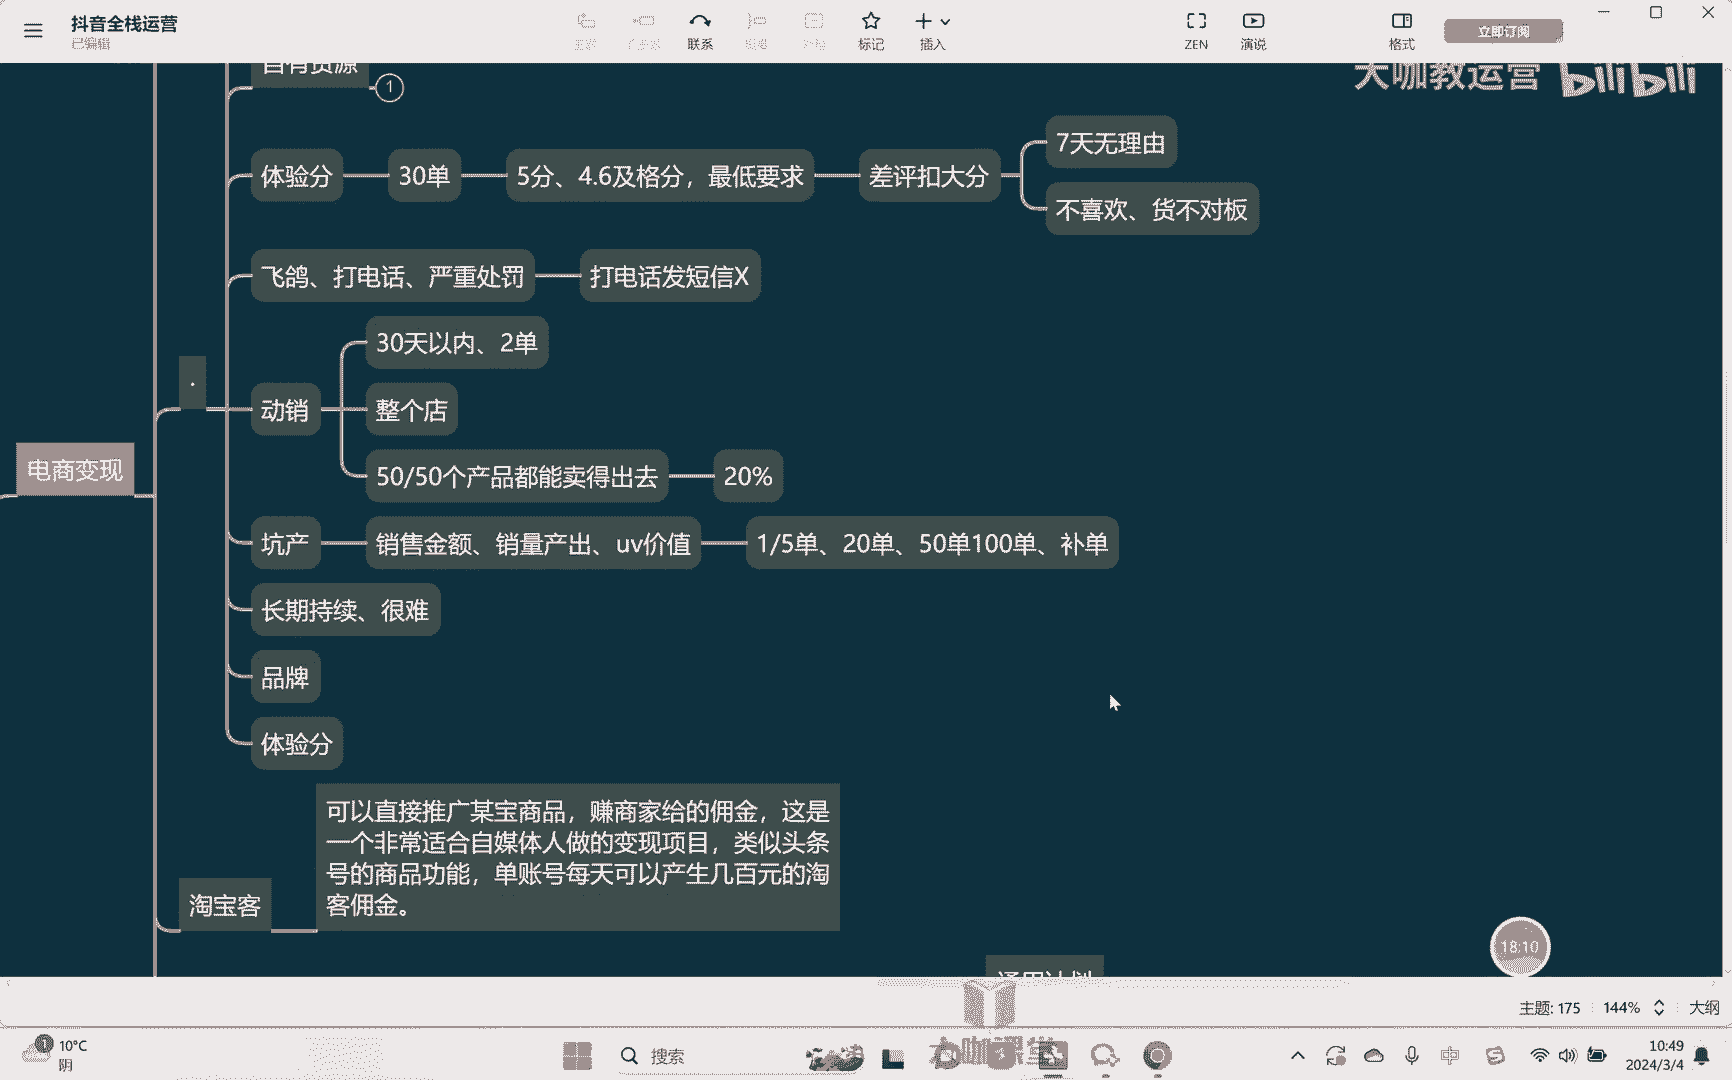 抖音全栈运营
已编辑
联系
标记
插入
ZEN
演说
格式
立即订阅
大咖教运营 bilibili
自有货源
1
体验分
30单
5分、4.6及格分，最低要求
差评扣大分
7天无理由
不喜欢、货不对板
飞鸽、打电话、严重处罚
打电话发短信X
动销
30天以内、2单
整个店
50/50个产品都能卖得出去
20%
电商变现
坑产
销售金额、销量产出、uv价值
1/5单、20单、50单100单、补单
长期持续、很难
品牌
体验分
淘宝客
可以直接推广某宝商品，赚商家给的佣金，这是
一个非常适合自媒体人做的变现项目，类似头条
号的商品功能，单账号每天可以产生几百元的淘
客佣金。
通用计划
18:10
主题: 175
144%
大纲
1
10°C
阴
搜索
大咖课堂
中
10:49
2024/3/4